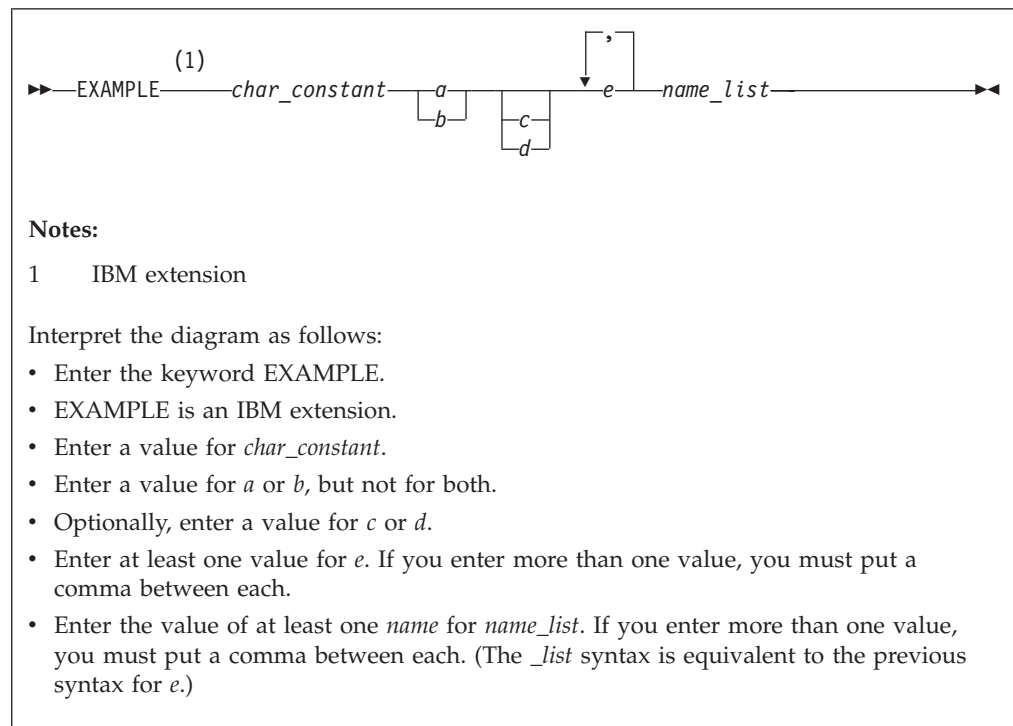 ,
(1)
EXAMPLE char_constant a e name_list
b c
d
Notes:
1 IBM extension
Interpret the diagram as follows:
• Enter the keyword EXAMPLE.
• EXAMPLE is an IBM extension.
• Enter a value for char_constant.
• Enter a value for a or b, but not for both.
• Optionally, enter a value for c or d.
• Enter at least one value for e. If you enter more than one value, you must put a
comma between each.
• Enter the value of at least one name for name_list. If you enter more than one value,
you must put a comma between each. (The _list syntax is equivalent to the previous
syntax for e.)